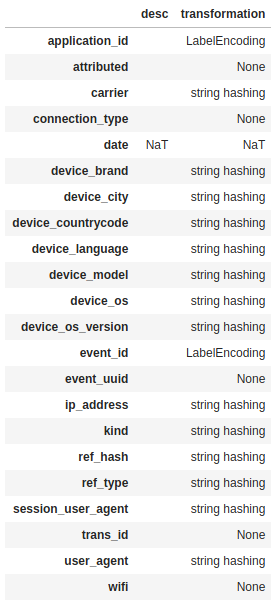 desc transformation
application_id LabelEncoding
attributed None
carrier string hashing
connection_type None
date NaT NaT
device_brand string hashing
device_city string hashing
device_countrycode string hashing
device_language string hashing
device_model string hashing
device_os string hashing
device_os_version string hashing
event_id LabelEncoding
event_uuid None
ip_address string hashing
kind string hashing
ref_hash string hashing
ref_type string hashing
session_user_agent string hashing
trans_id None
user_agent string hashing
wifi None